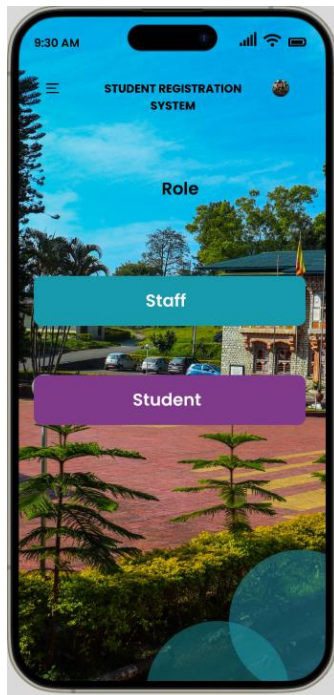 9:30 AM
STUDENT REGISTRATION
SYSTEM
Role
Staff
Student